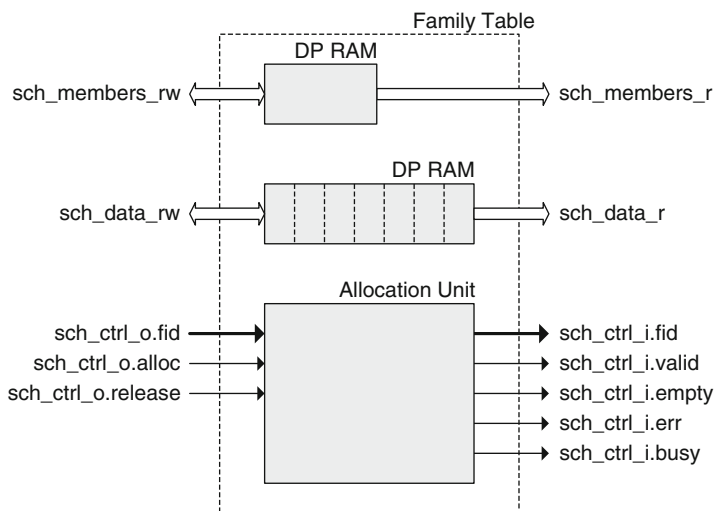 Family Table
DP RAM
sch_members_rw
sch_members_r
DP RAM
sch_data_rw
sch_data_r
Allocation Unit
sch_ctrl_o.fid
sch_ctrl_i.fid
sch_ctrl_o.alloc
sch_ctrl_i.valid
sch_ctrl_o.release
sch_ctrl_i.empty
sch_ctrl_i.err
sch_ctrl_i.busy